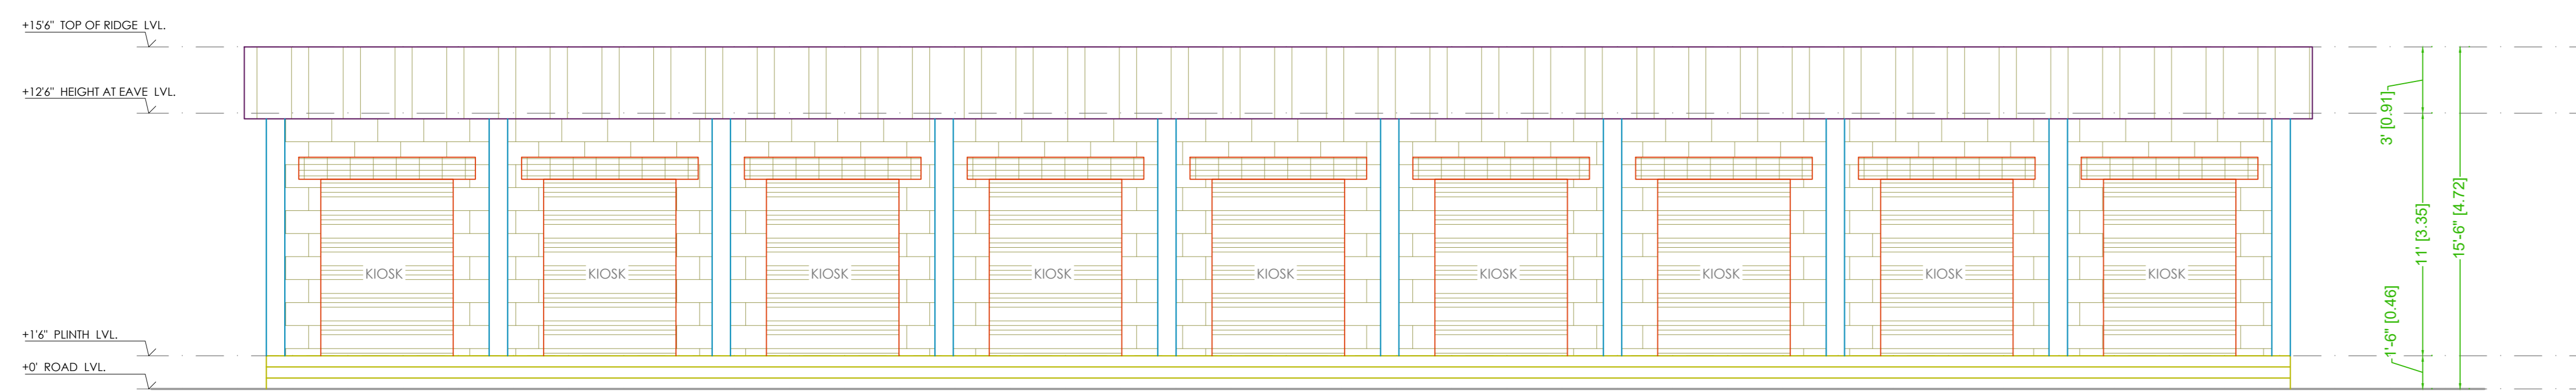 +15'6" TOP OF RIDGE LVL.
+12'6" HEIGHT AT EAVE LVL.
3' [0.91]
11' [3.35]
15'-6" [4.72]
KIOSK KIOSK KIOSK KIOSK KIOSK KIOSK KIOSK KIOSK KIOSK
1'-6" [0.46]
+1'6" PLINTH LVL.
+0' ROAD LVL.